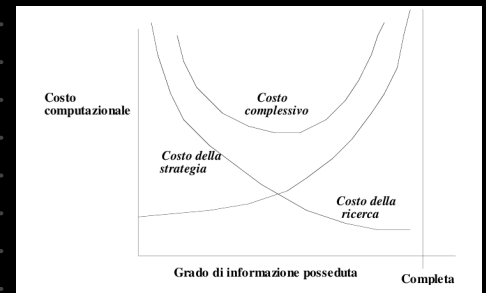 Costo
computazionale
Costo
complessivo
Costo della
strategia
Costo della
ricerca
Grado di informazione posseduta
Completa